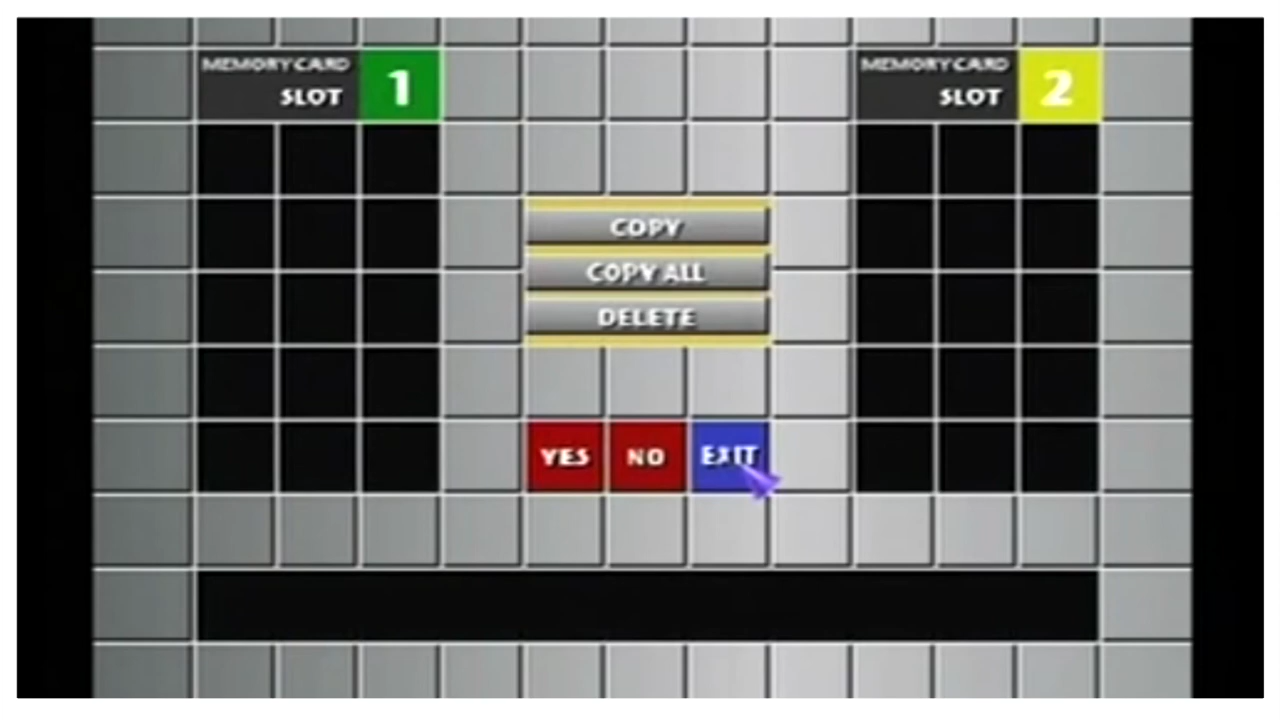 MEMORY CARD
SLOT 1
MEMORY CARD
SLOT 2
COPY
COPY ALL
DELETE
YES NO EXIT